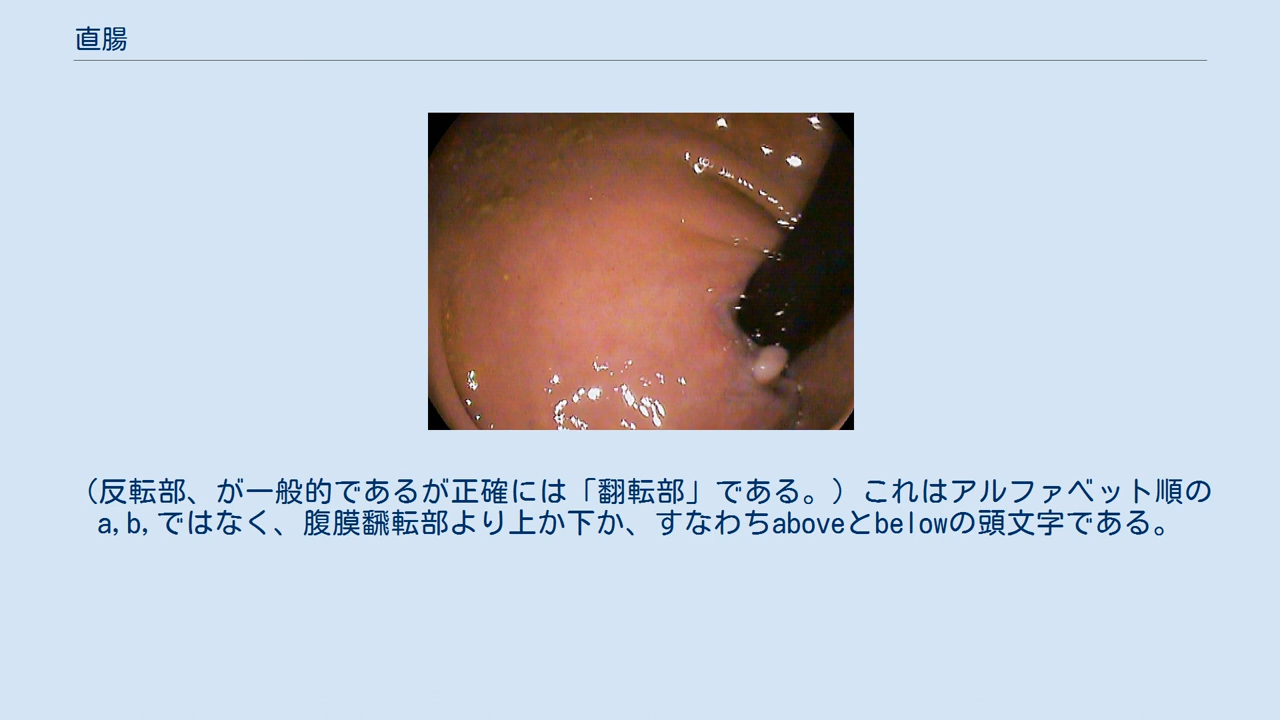 直腸
（反転部、が一般的であるが正確には「翻転部」である。）これはアルファベット順の
a,b,ではなく、腹膜飜転部より上か下か、すなわちaboveとbelowの頭文字である。